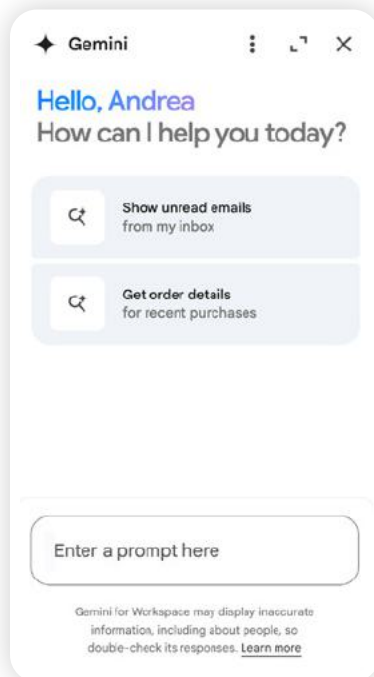 Gemini
Hello, Andrea
How can I help you today?
Show unread emails
from my inbox
Get order details
for recent purchases
Enter a prompt here
Gemini for Workspace may display inaccurate
information, including about people, so
double-check its responses. Learn more